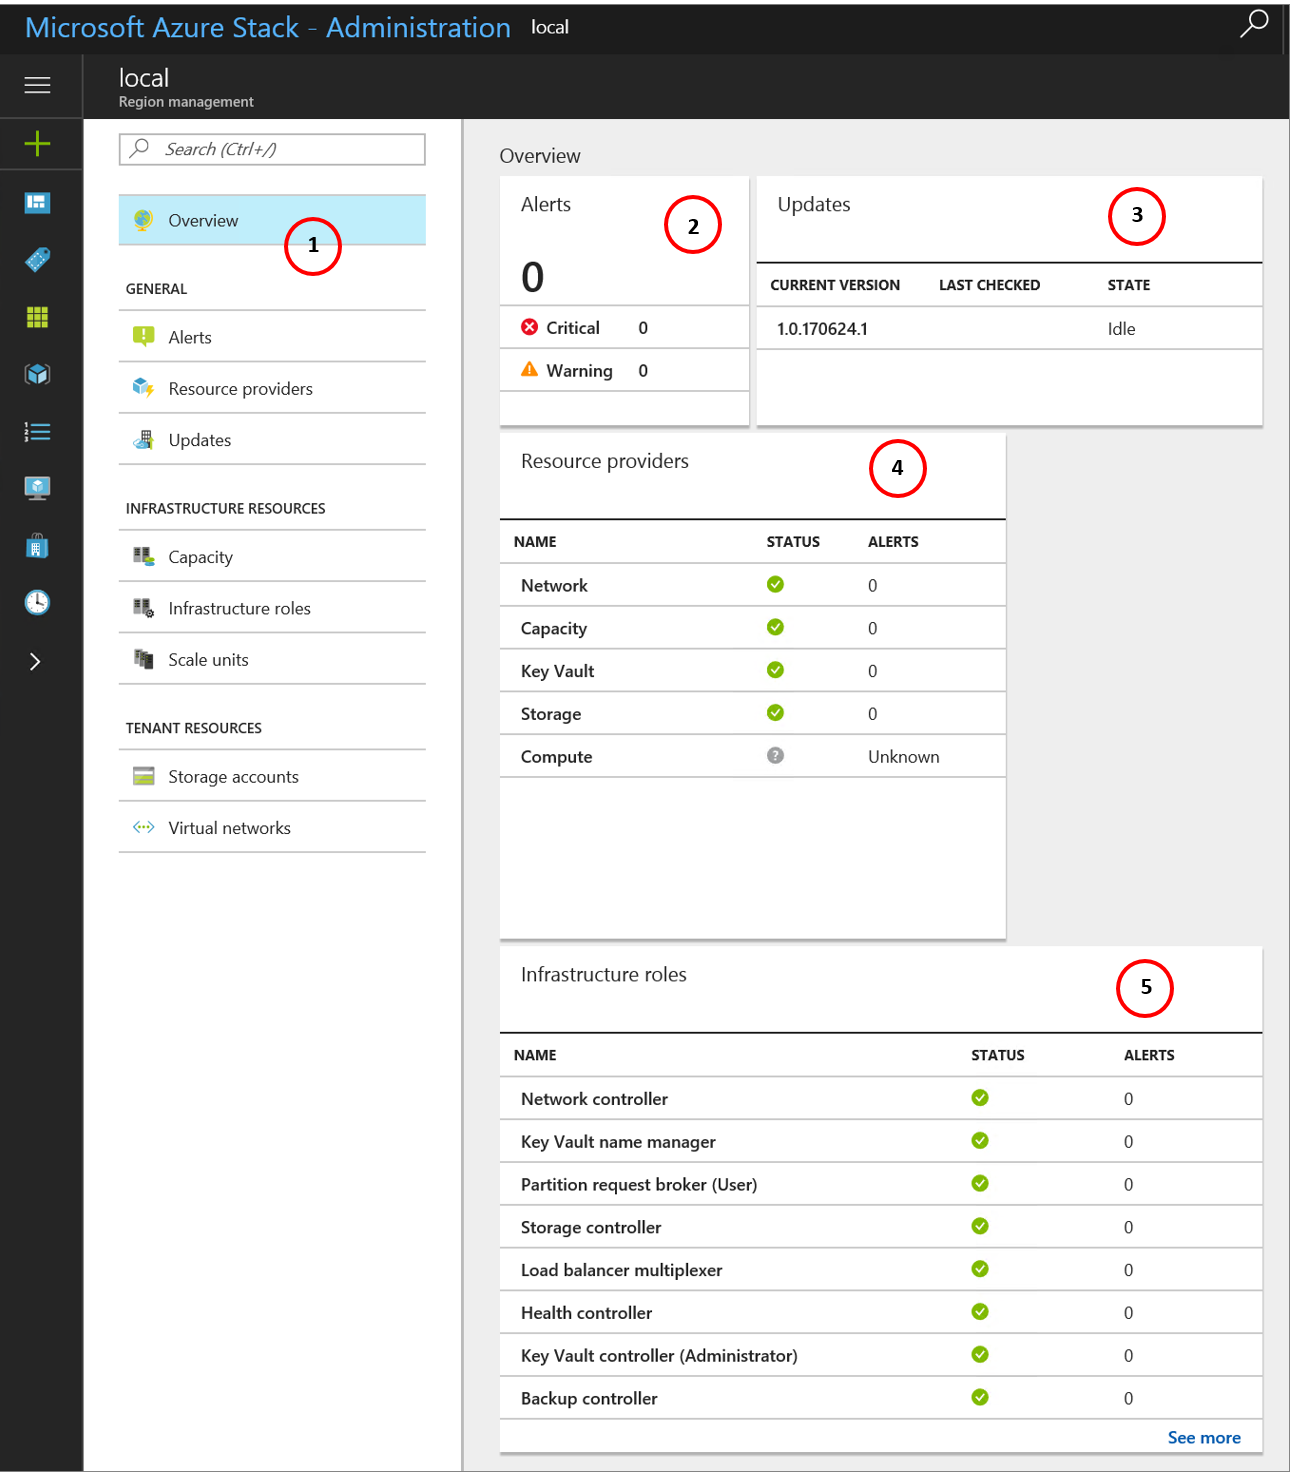 Microsoft Azure Stack - Administration local
local
Region management
Search (Ctrl+/)
Overview
1
GENERAL
Alerts
Resource providers
Updates
INFRASTRUCTURE RESOURCES
Capacity
Infrastructure roles
Scale units
TENANT RESOURCES
Storage accounts
Virtual networks
Overview
Alerts
2
0
Critical 0
Warning 0
Updates
3
CURRENT VERSION LAST CHECKED STATE
1.0.170624.1 Idle
Resource providers
4
NAME STATUS ALERTS
Network 0
Capacity 0
Key Vault 0
Storage 0
Compute ? Unknown
Infrastructure roles
5
NAME STATUS ALERTS
Network controller 0
Key Vault name manager 0
Partition request broker (User) 0
Storage controller 0
Load balancer multiplexer 0
Health controller 0
Key Vault controller (Administrator) 0
Backup controller 0
See more